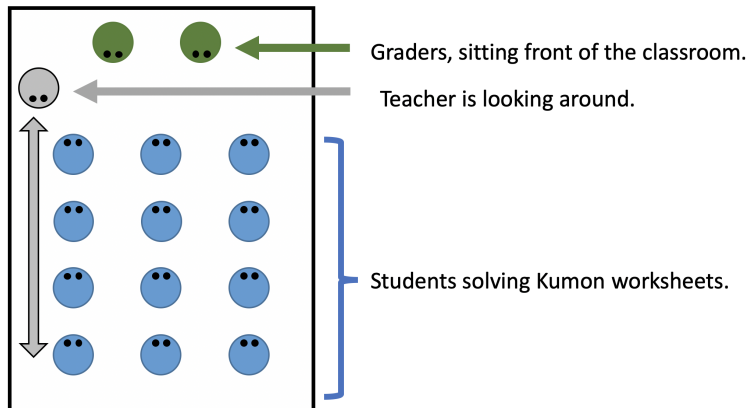 Graders, sitting front of the classroom.
Teacher is looking around.
Students solving Kumon worksheets.